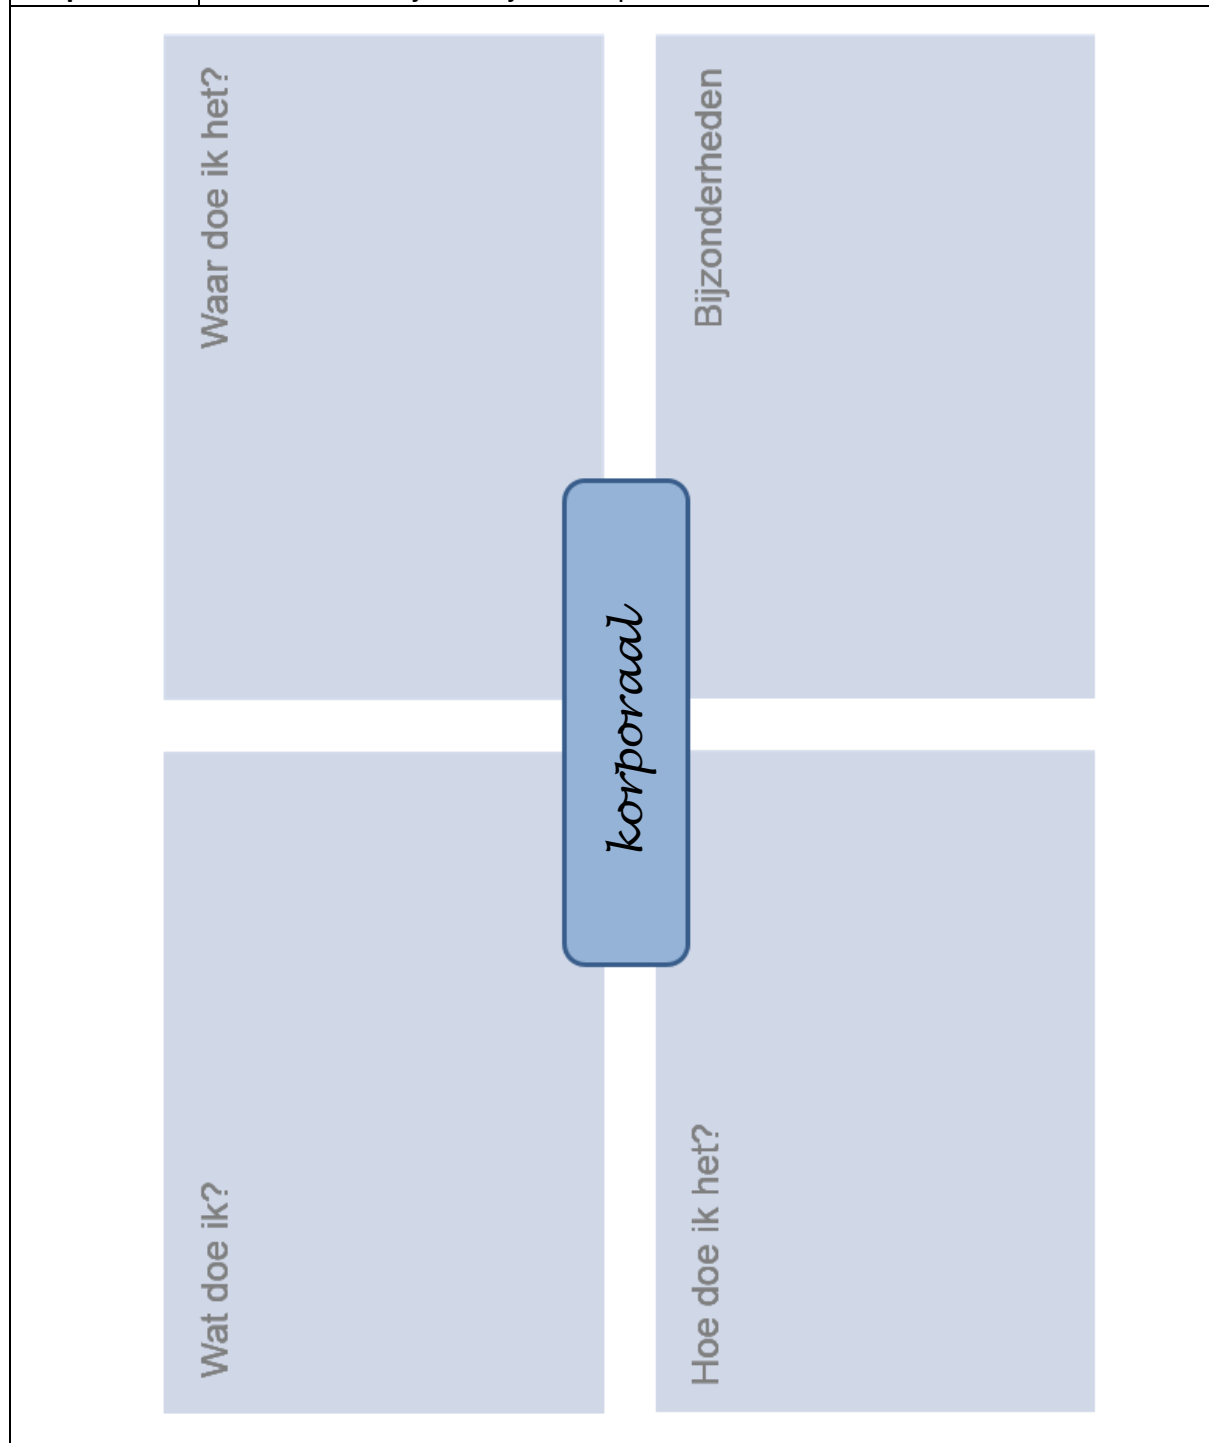 Wat doe ik?
Waar doe ik het?
korporaal
Hoe doe ik het?
Bijzonderheden